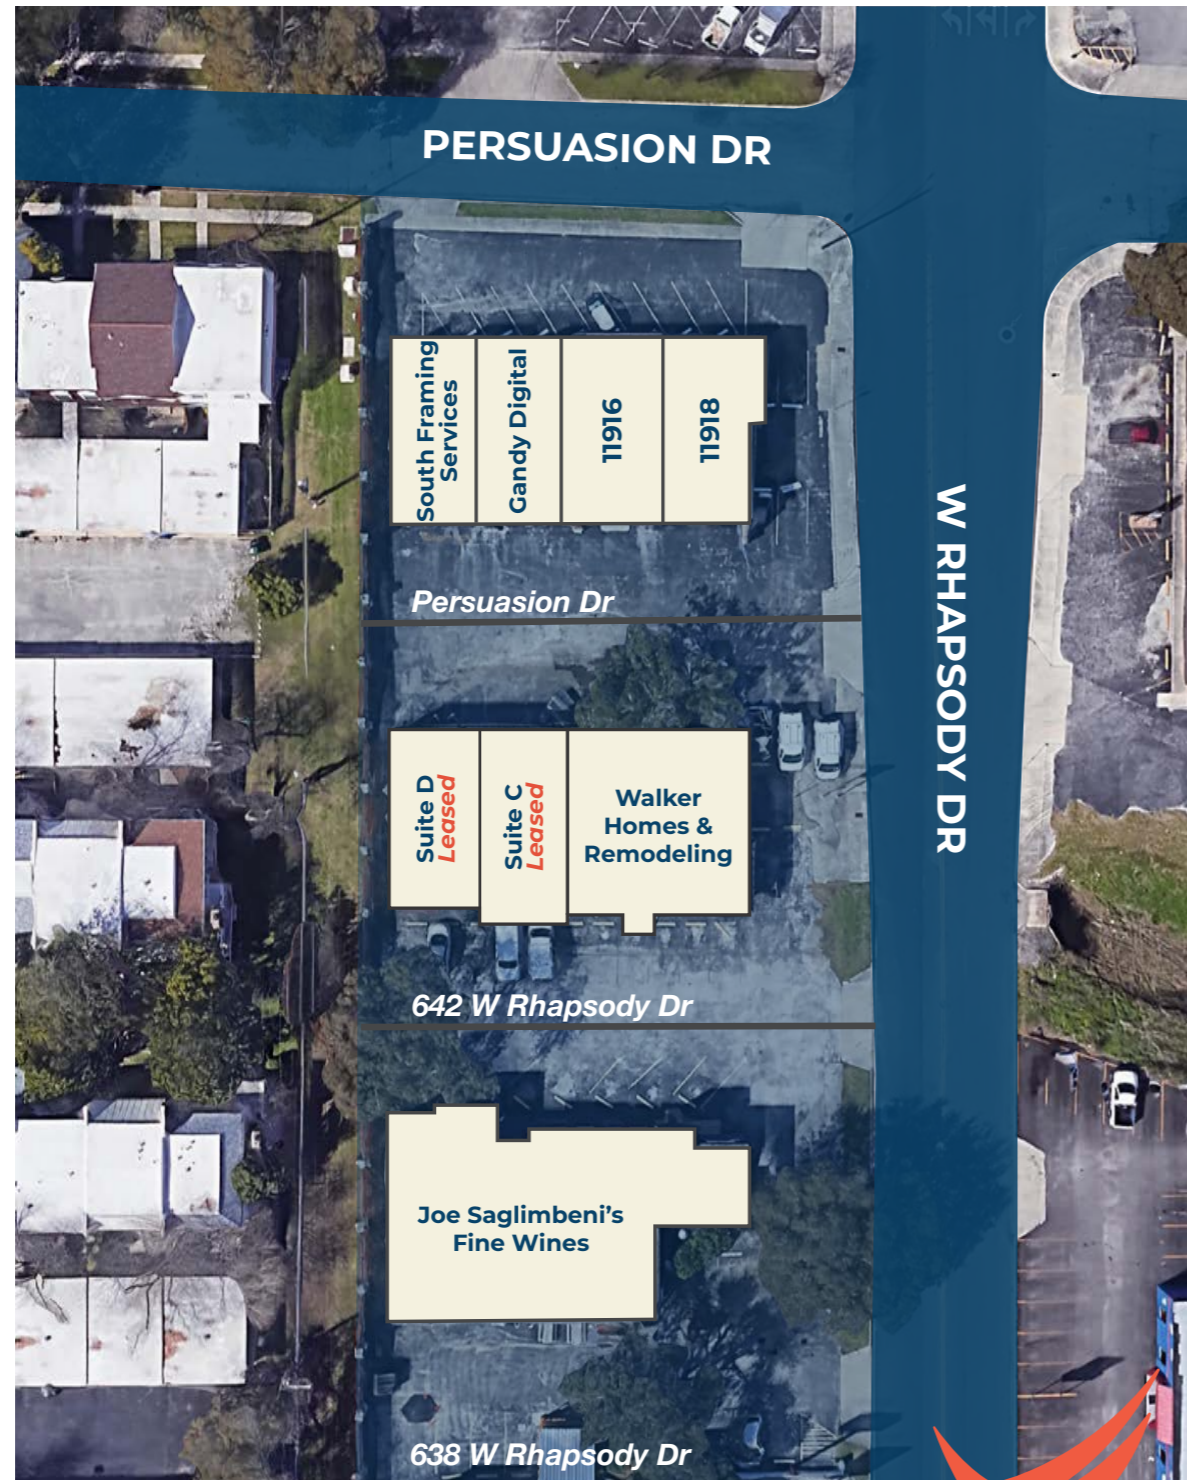 PERSUASION DR
South Framing
Services
Gandy Digital
11916
11918
Persuasion Dr
W RHAPSODY DR
Suite D
Leased
Suite C
Leased
Walker
Homes &
Remodeling
642 W Rhapsody Dr
Joe Saglimbeni’s
Fine Wines
638 W Rhapsody Dr